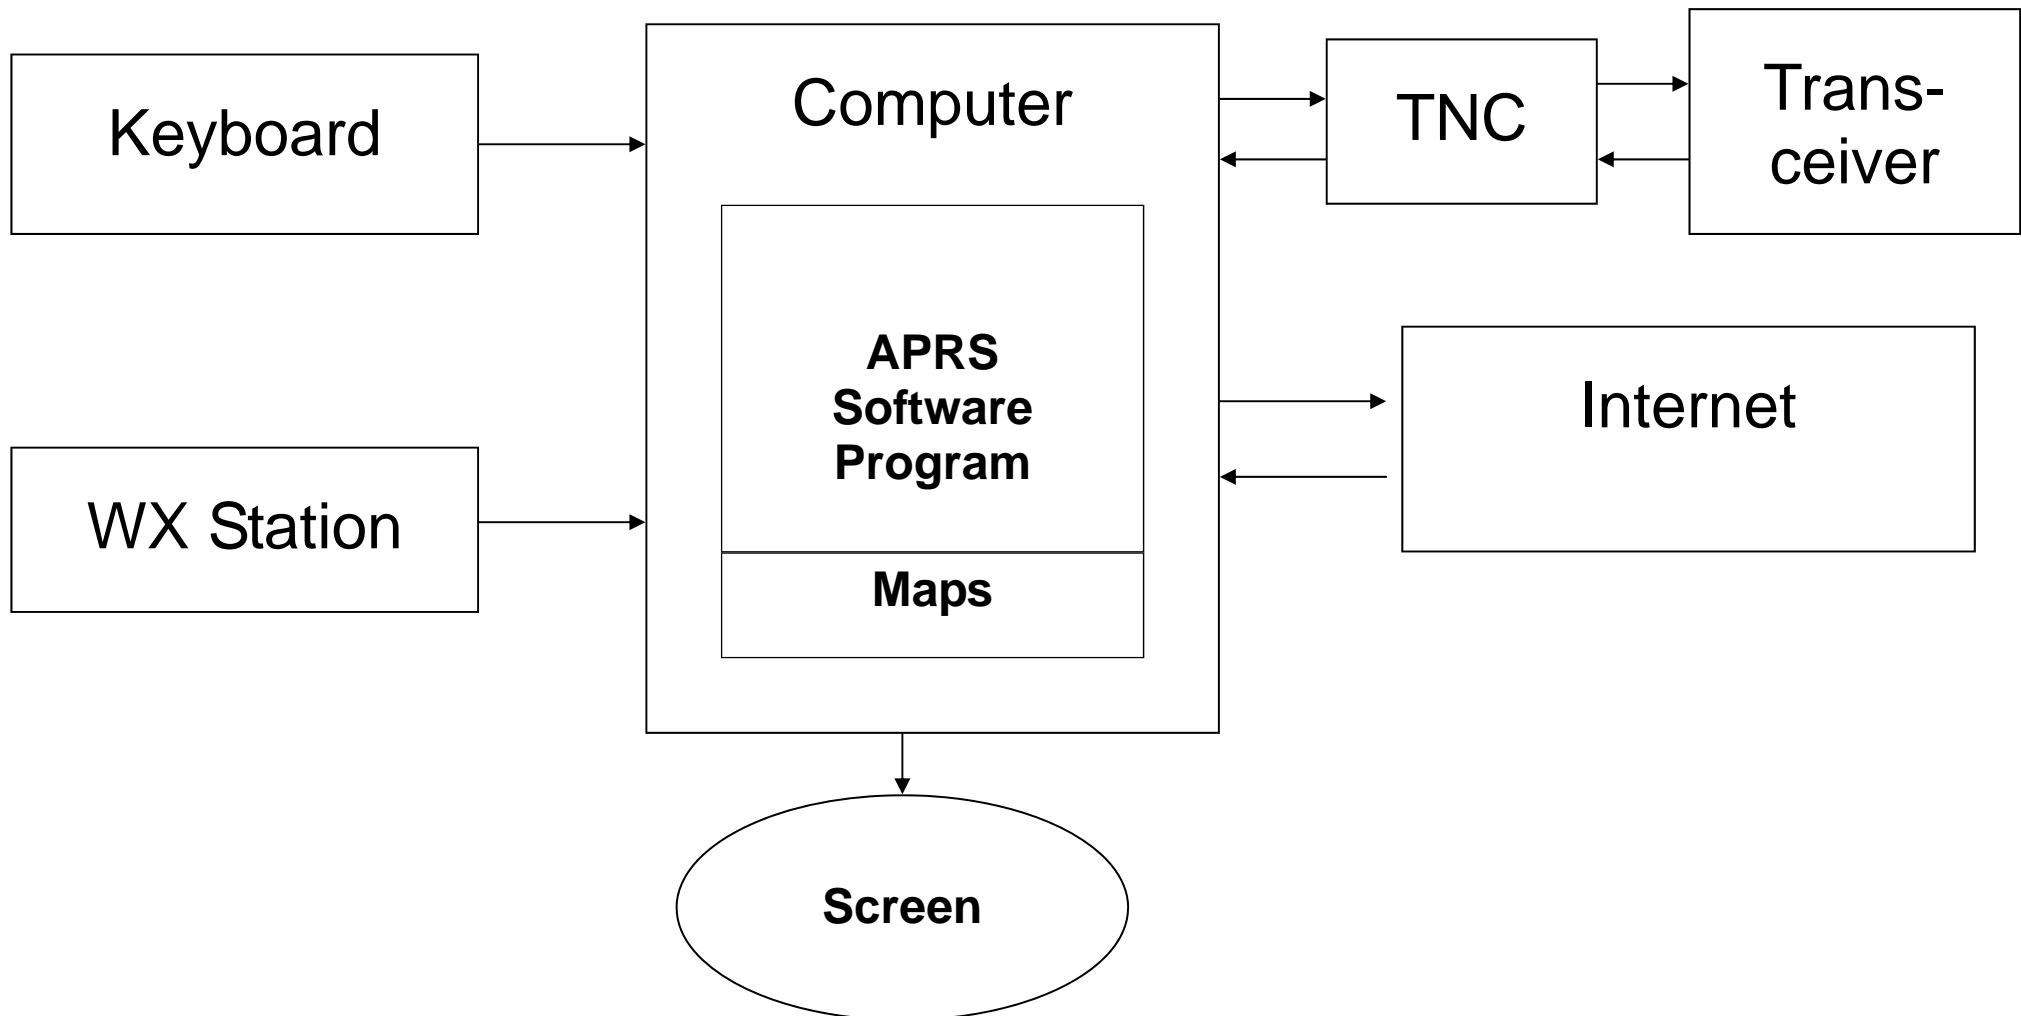 Keyboard
WX Station
Computer
APRS
Software
Program
Maps
Screen
TNC
Trans-
ceiver
Internet